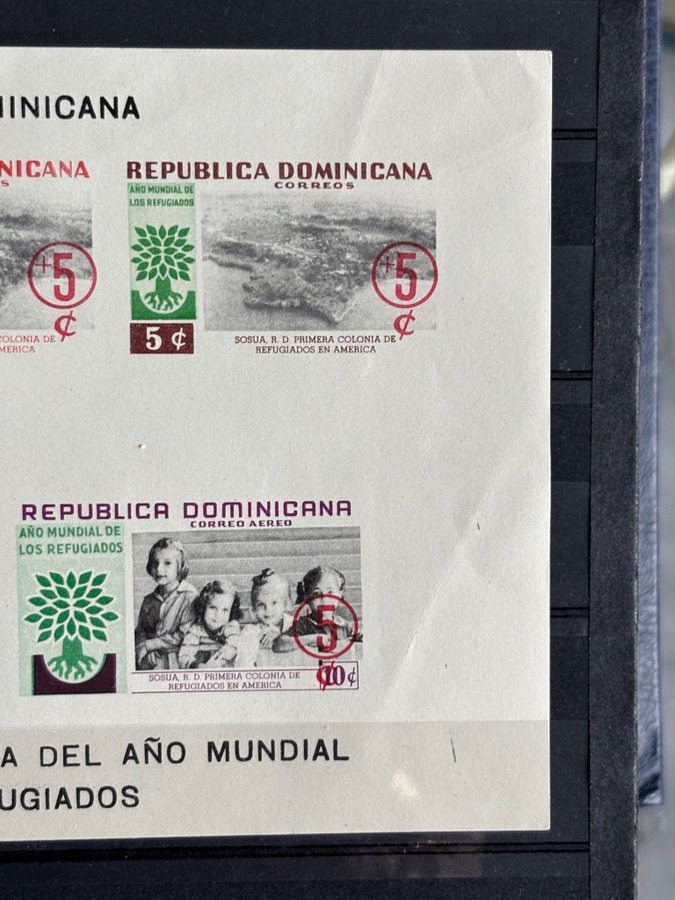 MINICANA
NICANA
S
+5
¢
COLONIA DE
MERICA
REPUBLICA DOMINICANA
CORREOS
AÑO MUNDIAL DE
LOS REFUGIADOS
+5
¢
5 ¢
SOSUA, R. D. PRIMERA COLONIA DE
REFUGIADOS EN AMERICA
REPUBLICA DOMINICANA
CORREO AEREO
AÑO MUNDIAL DE
LOS REFUGIADOS
+5
¢
10¢
SOSUA, R. D. PRIMERA COLONIA DE
REFUGIADOS EN AMERICA
A DEL AÑO MUNDIAL
UGIADOS